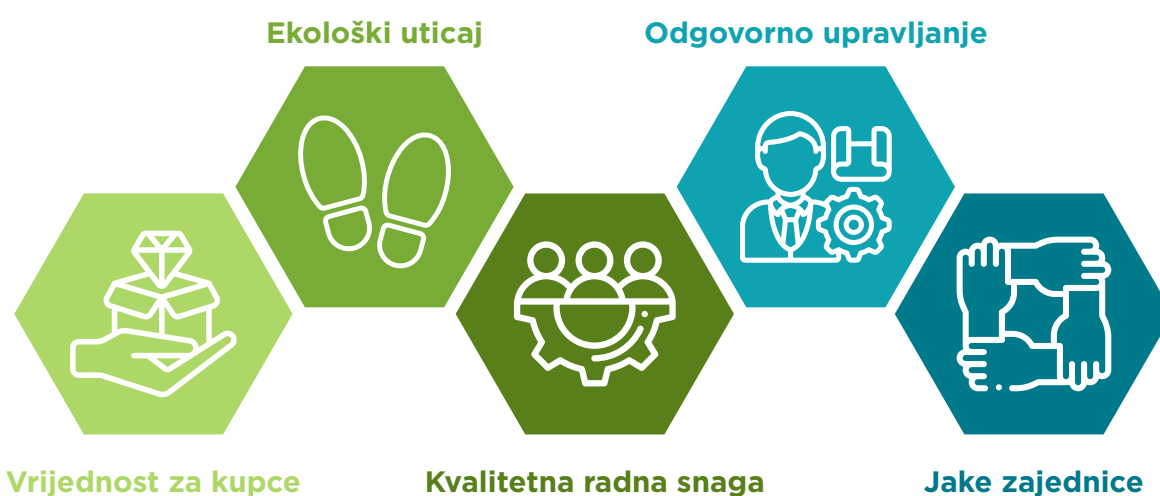 Ekološki uticaj
Odgovorno upravljanje
Vrijednost za kupce
Kvalitetna radna snaga
Jake zajednice